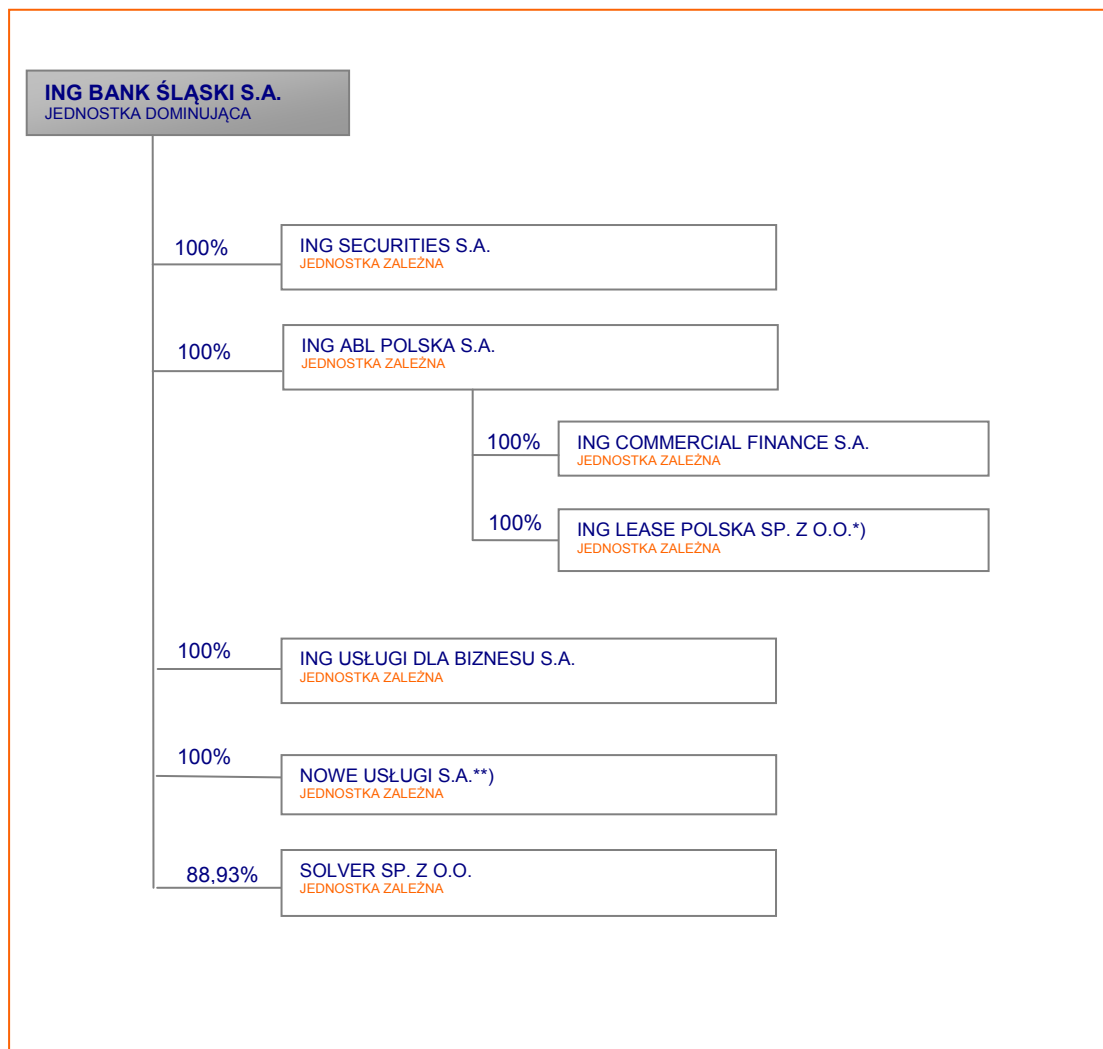 ING BANK ŚLĄSKI S.A.
JEDNOSTKA DOMINUJĄCA
100%
ING SECURITIES S.A.
JEDNOSTKA ZALEŻNA
100%
ING ABL POLSKA S.A.
JEDNOSTKA ZALEŻNA
100%
ING COMMERCIAL FINANCE S.A.
JEDNOSTKA ZALEŻNA
100%
ING LEASE POLSKA SP. Z O.O.*)
JEDNOSTKA ZALEŻNA
100%
ING USŁUGI DLA BIZNESU S.A.
JEDNOSTKA ZALEŻNA
100%
NOWE USŁUGI S.A.**)
JEDNOSTKA ZALEŻNA
88,93%
SOLVER SP. Z O.O.
JEDNOSTKA ZALEŻNA